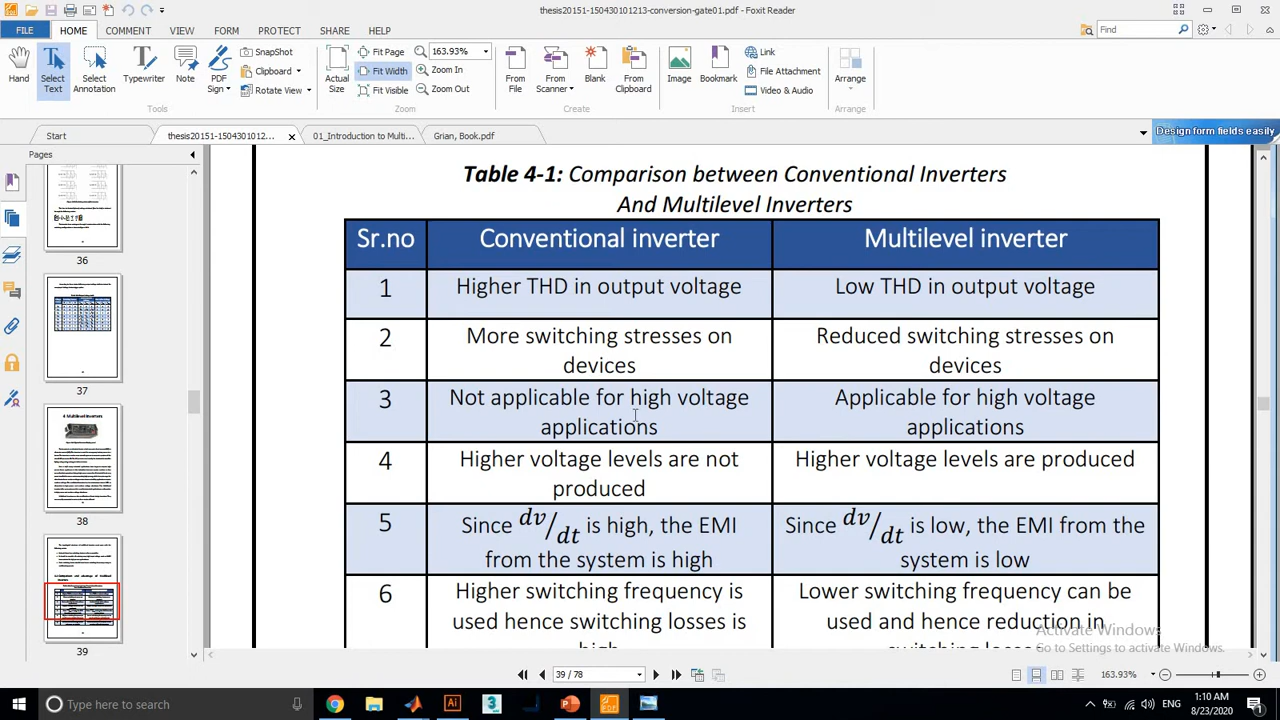 thesis20151-150430101213-conversion-gate01.pdf - Foxit Reader
FILE HOME COMMENT VIEW FORM PROTECT SHARE HELP
Find
Hand
Select Text
Select Annotation
Typewriter
Note
PDF Sign
SnapShot
Clipboard
Rotate View
Tools
Actual Size
Fit Page
Fit Width
Fit Visible
163.93%
Zoom In
Zoom Out
Zoom
From File
From Scanner
Blank
From Clipboard
Create
Image
Bookmark
Link
File Attachment
Video & Audio
Insert
Arrange
Arrange
Start
thesis20151-1504301012...
01_Introduction to Multi...
Grian, Book.pdf
Design form fields easily
Pages
36
37
38
39
Table 4-1: Comparison between Conventional Inverters
And Multilevel Inverters
Sr.no Conventional inverter Multilevel inverter
1 Higher THD in output voltage Low THD in output voltage
2 More switching stresses on devices Reduced switching stresses on devices
3 Not applicable for high voltage applications Applicable for high voltage applications
4 Higher voltage levels are not produced Higher voltage levels are produced
5 Since dv/dt is high, the EMI from the system is high Since dv/dt is low, the EMI from the system is low
6 Higher switching frequency is used hence switching losses is high Lower switching frequency can be used and hence reduction in switching losses
Activate Windows
Go to Settings to activate Windows.
39 / 78
163.93%
Type here to search
ENG
1:10 AM
8/23/2020